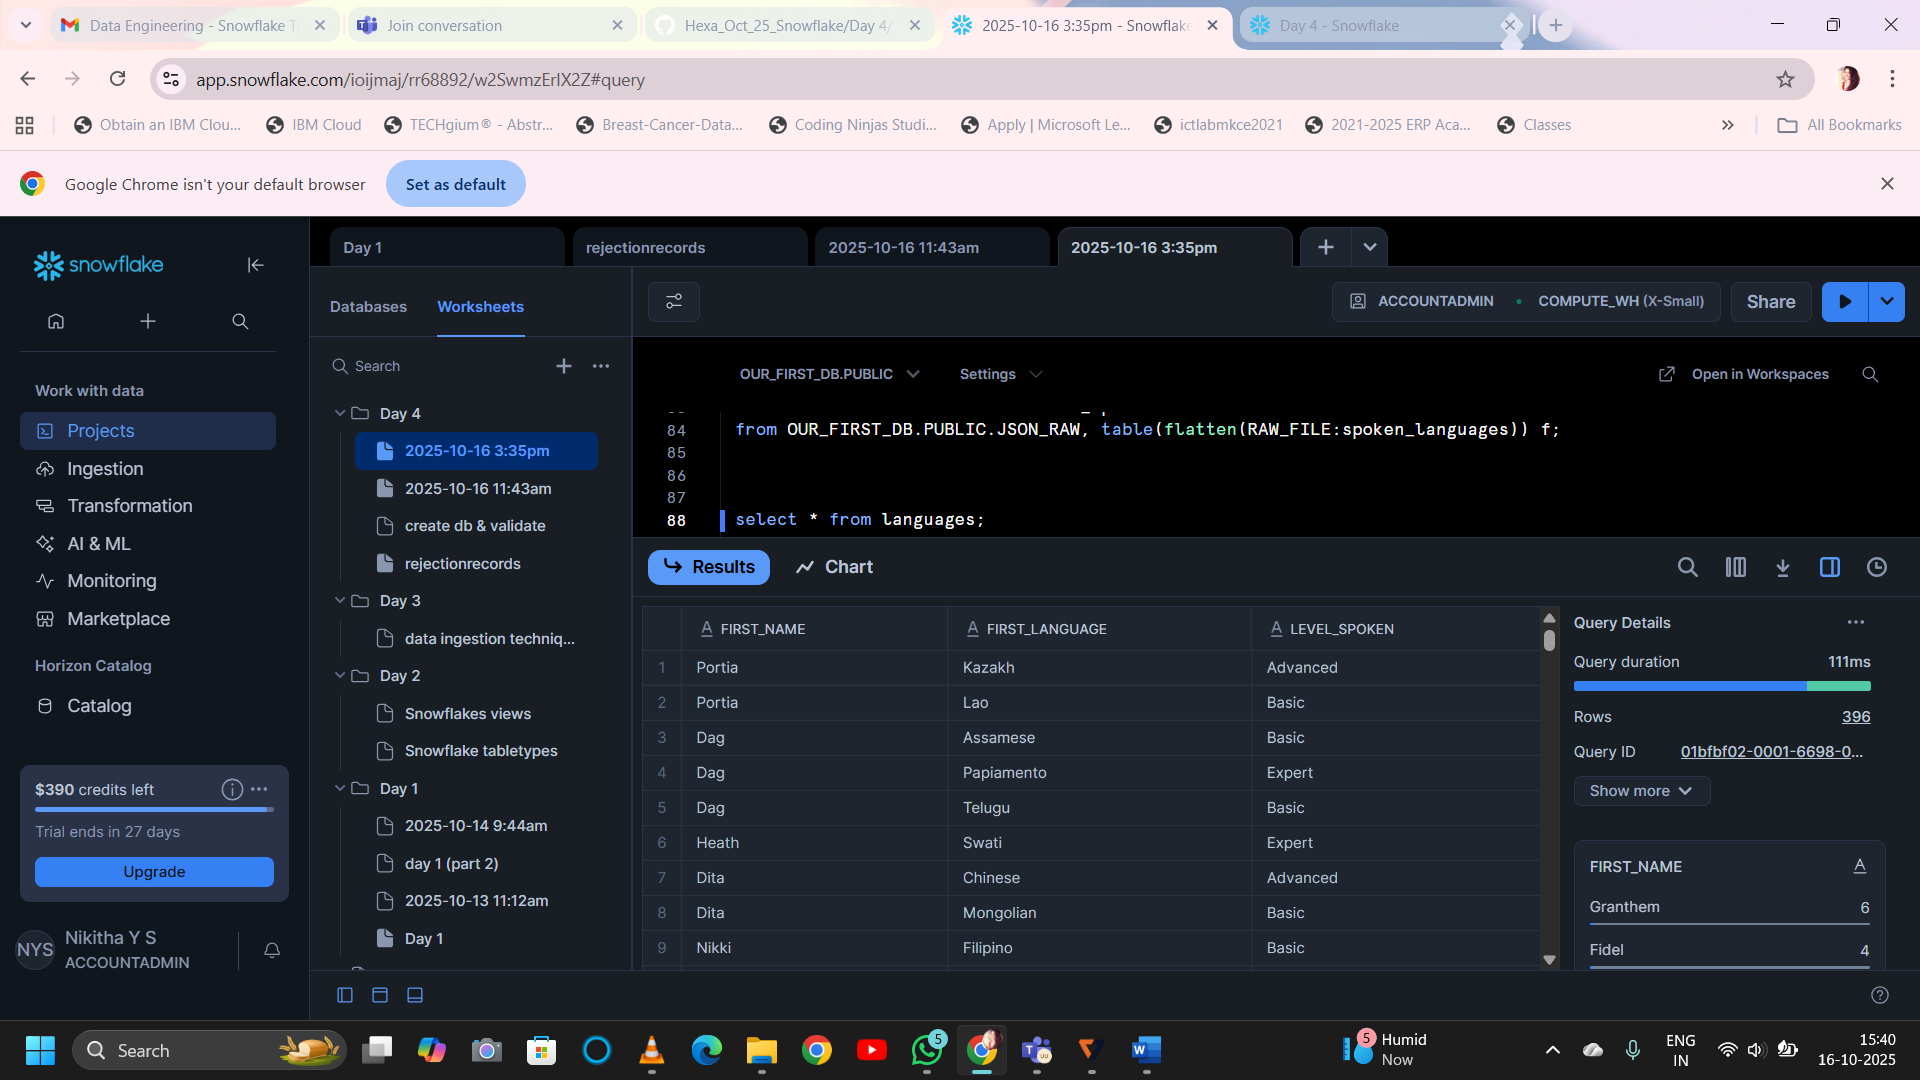 Data Engineering - Snowflake T
Join conversation
Hexa_Oct_25_Snowflake/Day 4/
2025-10-16 3:35pm - Snowflake
Day 4 - Snowflake
app.snowflake.com/ioijmaj/rr68892/w2SwmzErIX2Z#query
Obtain an IBM Clou...
IBM Cloud
TECHgium® - Abstr...
Breast-Cancer-Data...
Coding Ninjas Studi...
Apply | Microsoft Le...
ictlabmkce2021
2021-2025 ERP Aca...
Classes
All Bookmarks
Google Chrome isn't your default browser
Set as default
snowflake
Work with data
Projects
Ingestion
Transformation
AI & ML
Monitoring
Marketplace
Horizon Catalog
Catalog
$390 credits left
Trial ends in 27 days
Upgrade
NYS
Nikitha Y S
ACCOUNTADMIN
Day 1
rejectionrecords
2025-10-16 11:43am
2025-10-16 3:35pm
Databases
Worksheets
Search
Day 4
2025-10-16 3:35pm
2025-10-16 11:43am
create db & validate
rejectionrecords
Day 3
data ingestion techniq...
Day 2
Snowflakes views
Snowflake tabletypes
Day 1
2025-10-14 9:44am
day 1 (part 2)
2025-10-13 11:12am
Day 1
ACCOUNTADMIN
COMPUTE_WH (X-Small)
Share
OUR_FIRST_DB.PUBLIC
Settings
Open in Workspaces
84 from OUR_FIRST_DB.PUBLIC.JSON_RAW, table(flatten(RAW_FILE:spoken_languages)) f;
85
86
87
88 select * from languages;
Results
Chart
FIRST_NAME FIRST_LANGUAGE LEVEL_SPOKEN
1 Portia Kazakh Advanced
2 Portia Lao Basic
3 Dag Assamese Basic
4 Dag Papiamento Expert
5 Dag Telugu Basic
6 Heath Swati Expert
7 Dita Chinese Advanced
8 Dita Mongolian Basic
9 Nikki Filipino Basic
Query Details
Query duration 111ms
Rows 396
Query ID 01bfbf02-0001-6698-0...
Show more
FIRST_NAME
Granthem 6
Fidel 4
Search
5
5
Humid
Now
ENG
IN
15:40
16-10-2025